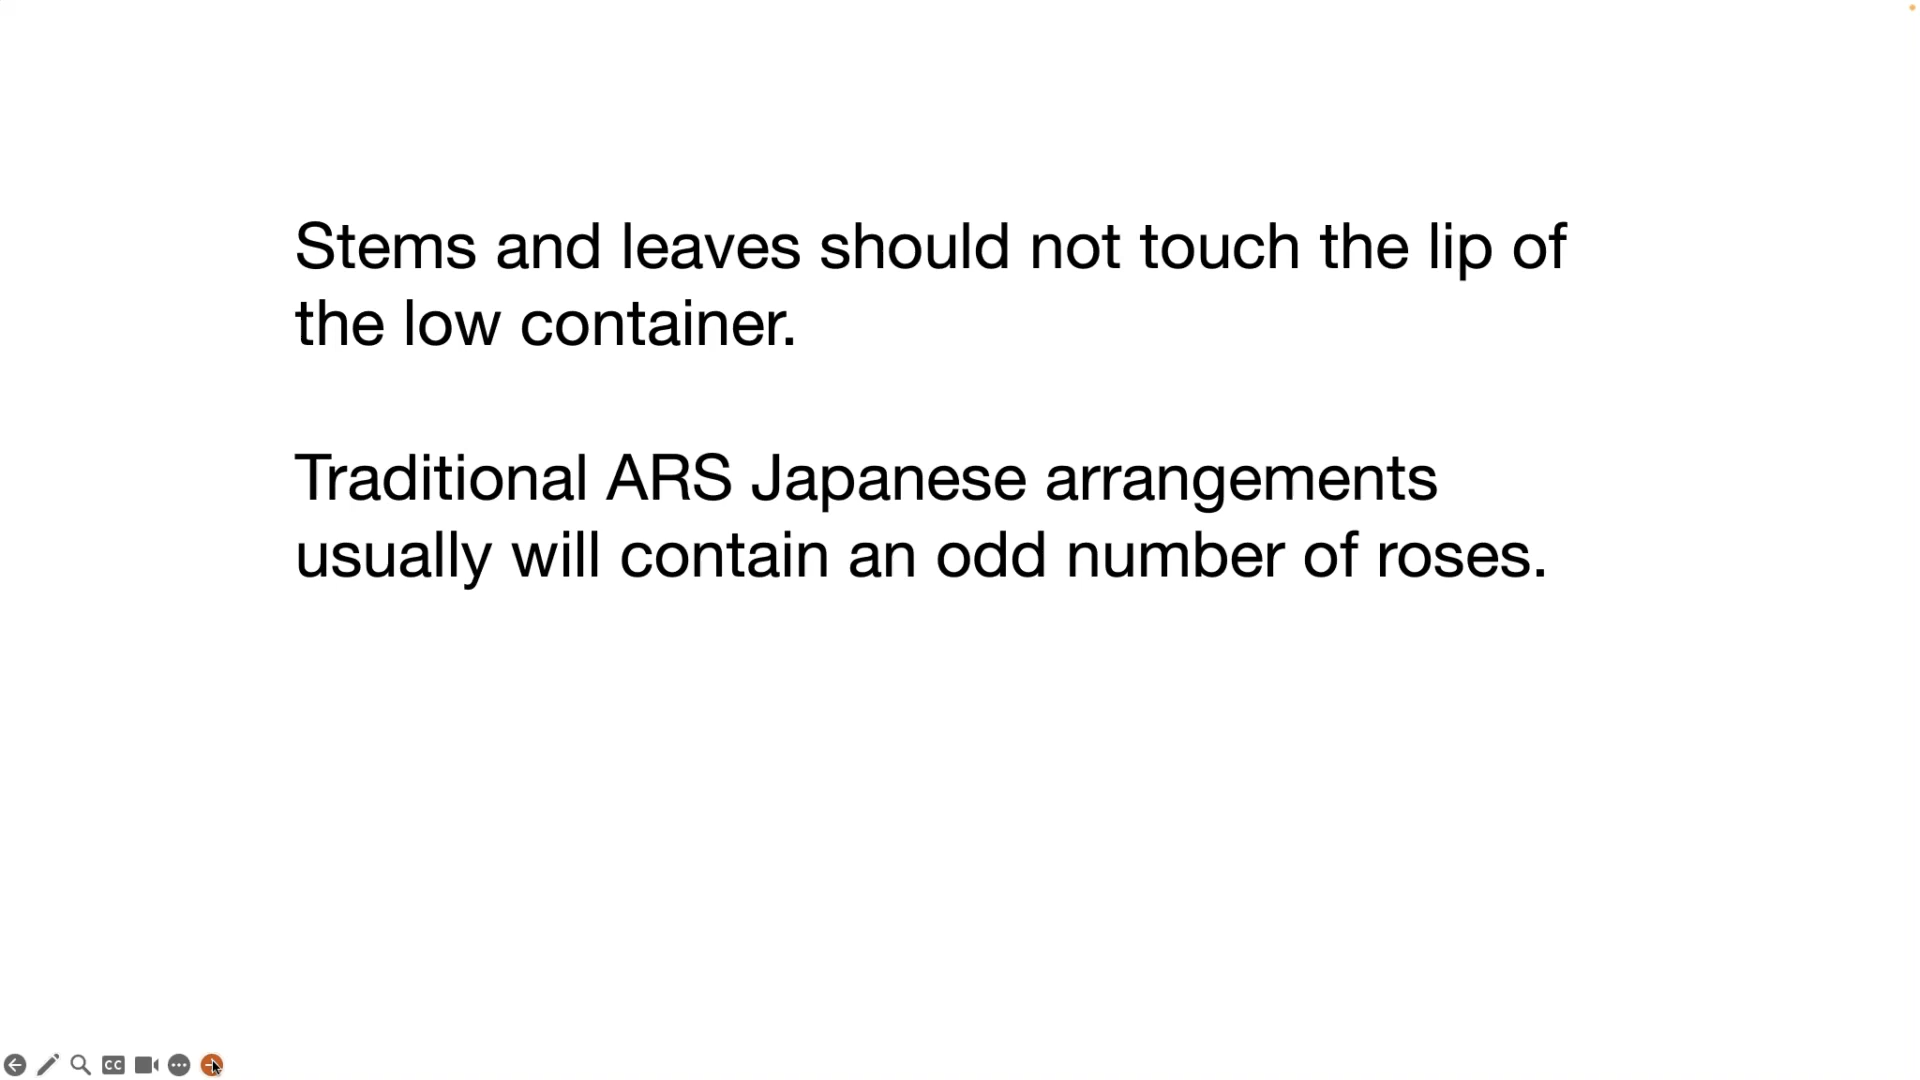 Stems and leaves should not touch the lip of
the low container.
Traditional ARS Japanese arrangements
usually will contain an odd number of roses.
CC